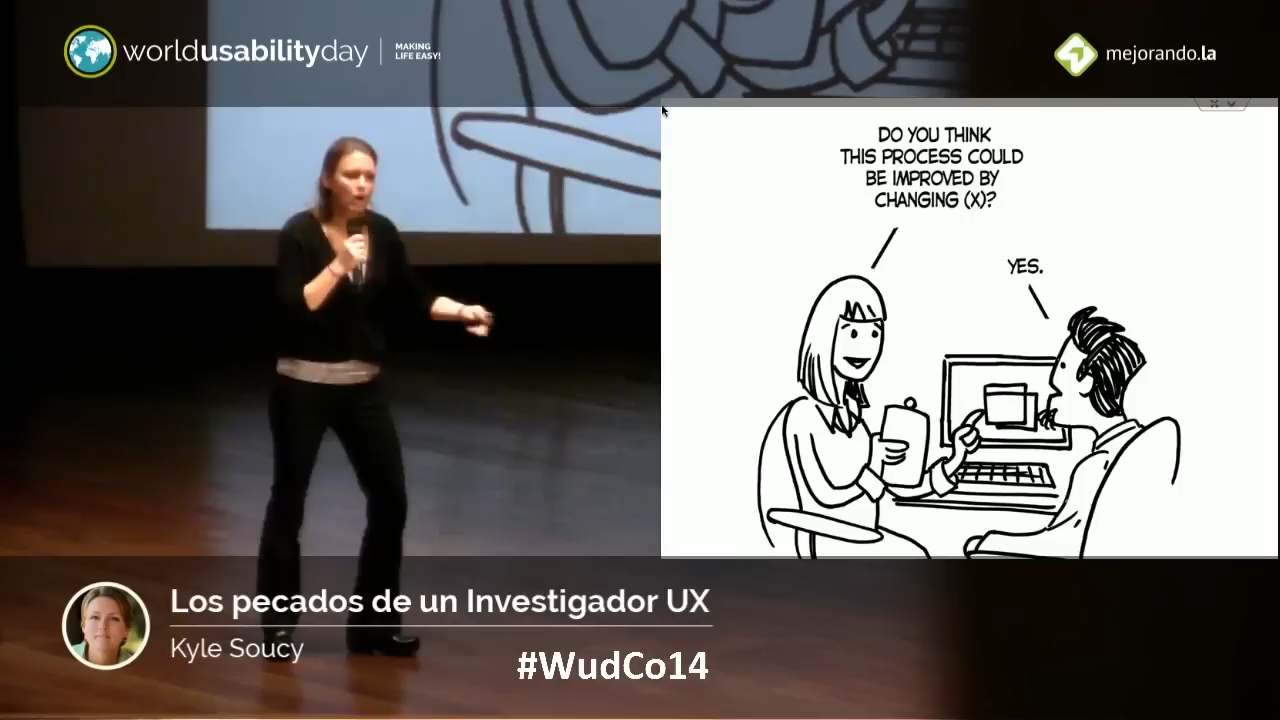 worldusabilityday
MAKING
LIFE EASY!
mejorando.la
DO YOU THINK
THIS PROCESS COULD
BE IMPROVED BY
CHANGING (X)?
YES.
Los pecados de un Investigador UX
Kyle Soucy
#WudCo14